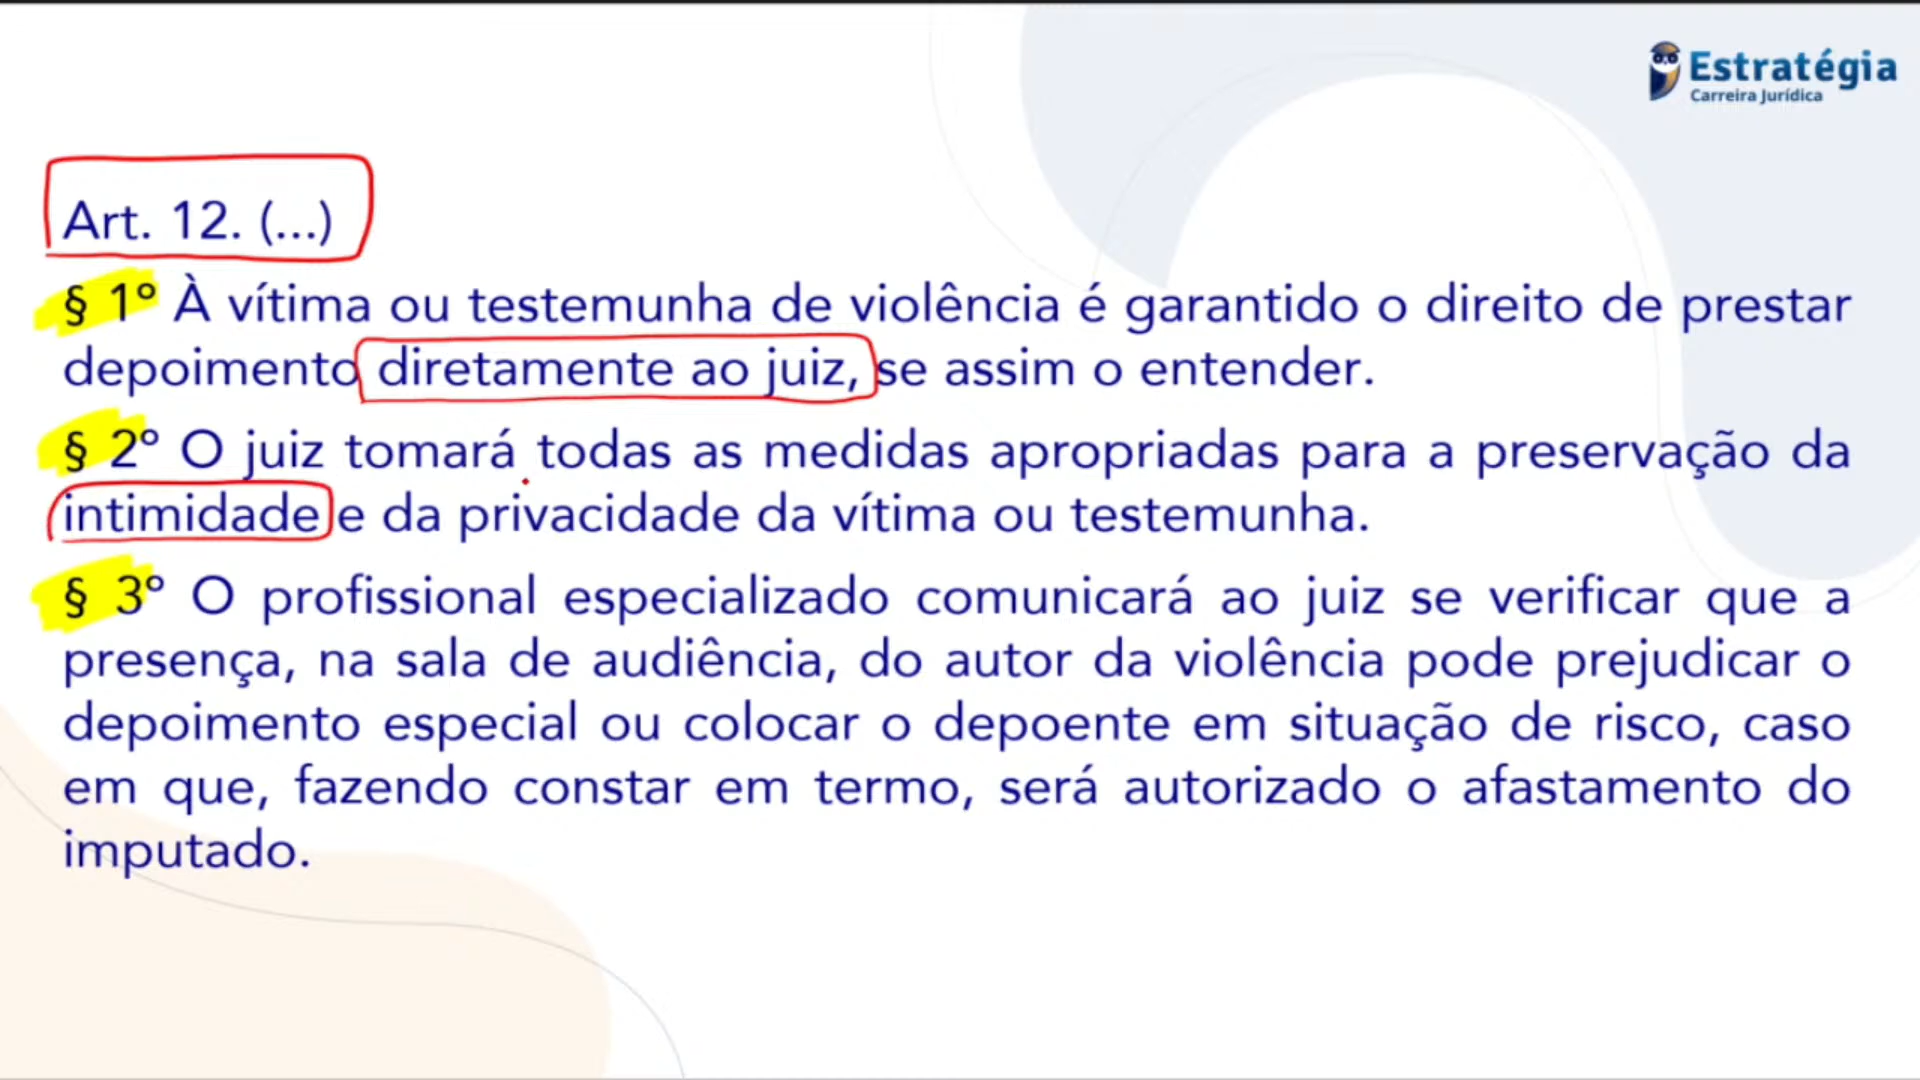 Estratégia
Carreira Jurídica
Art. 12. (...)
§ 1º À vítima ou testemunha de violência é garantido o direito de prestar
depoimento diretamente ao juiz, se assim o entender.
§ 2º O juiz tomará todas as medidas apropriadas para a preservação da
intimidade e da privacidade da vítima ou testemunha.
§ 3º O profissional especializado comunicará ao juiz se verificar que a
presença, na sala de audiência, do autor da violência pode prejudicar o
depoimento especial ou colocar o depoente em situação de risco, caso
em que, fazendo constar em termo, será autorizado o afastamento do
imputado.